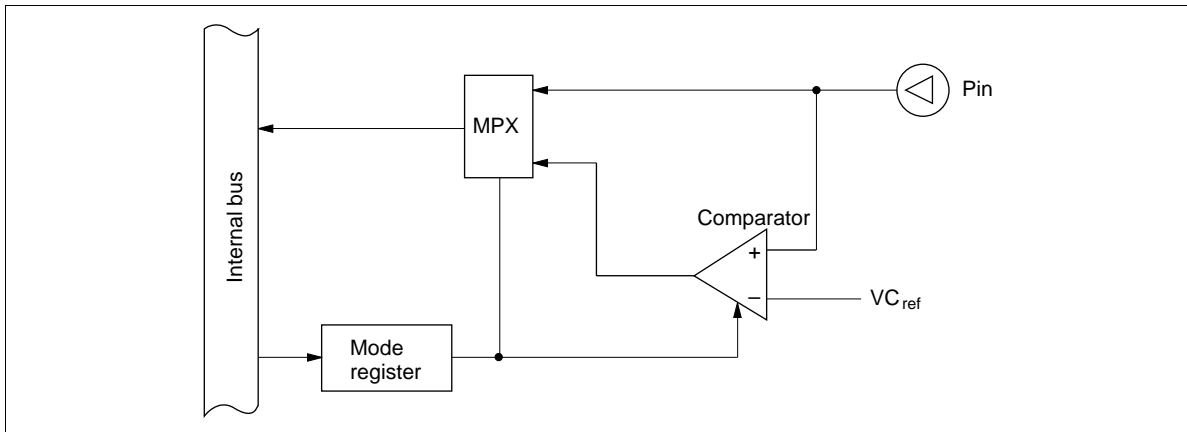 MPX
Pin
Internal bus
Comparator
+
−
VCref
Mode
register